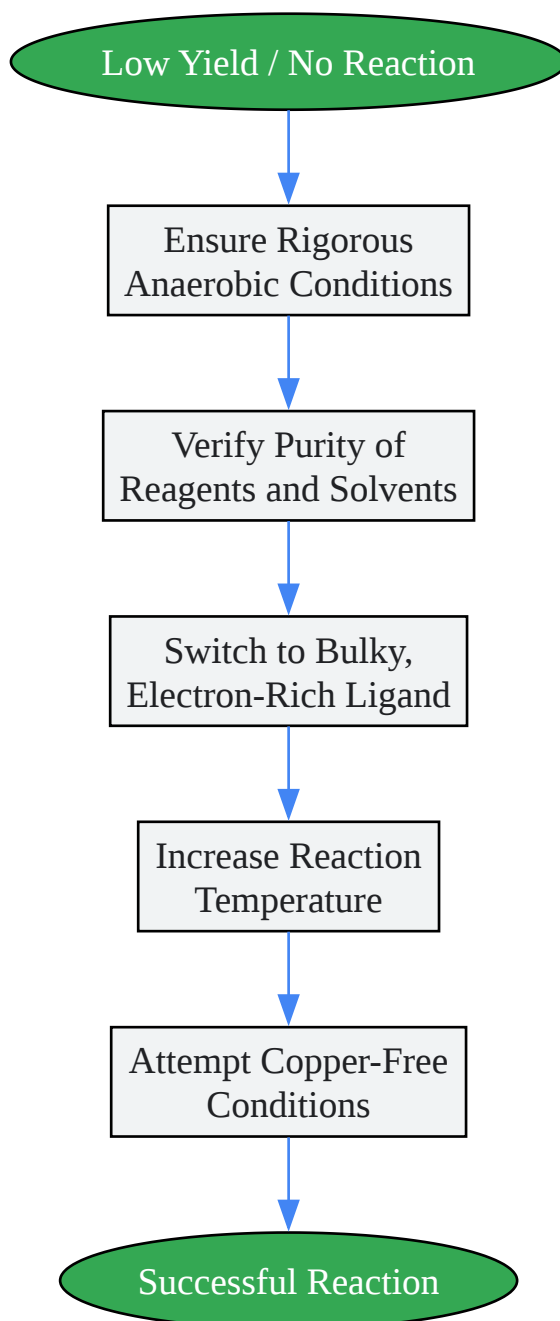 Low Yield / No Reaction
Ensure Rigorous
Anaerobic Conditions
Verify Purity of
Reagents and Solvents
Switch to Bulky,
Electron-Rich Ligand
Increase Reaction
Temperature
Attempt Copper-Free
Conditions
Successful Reaction